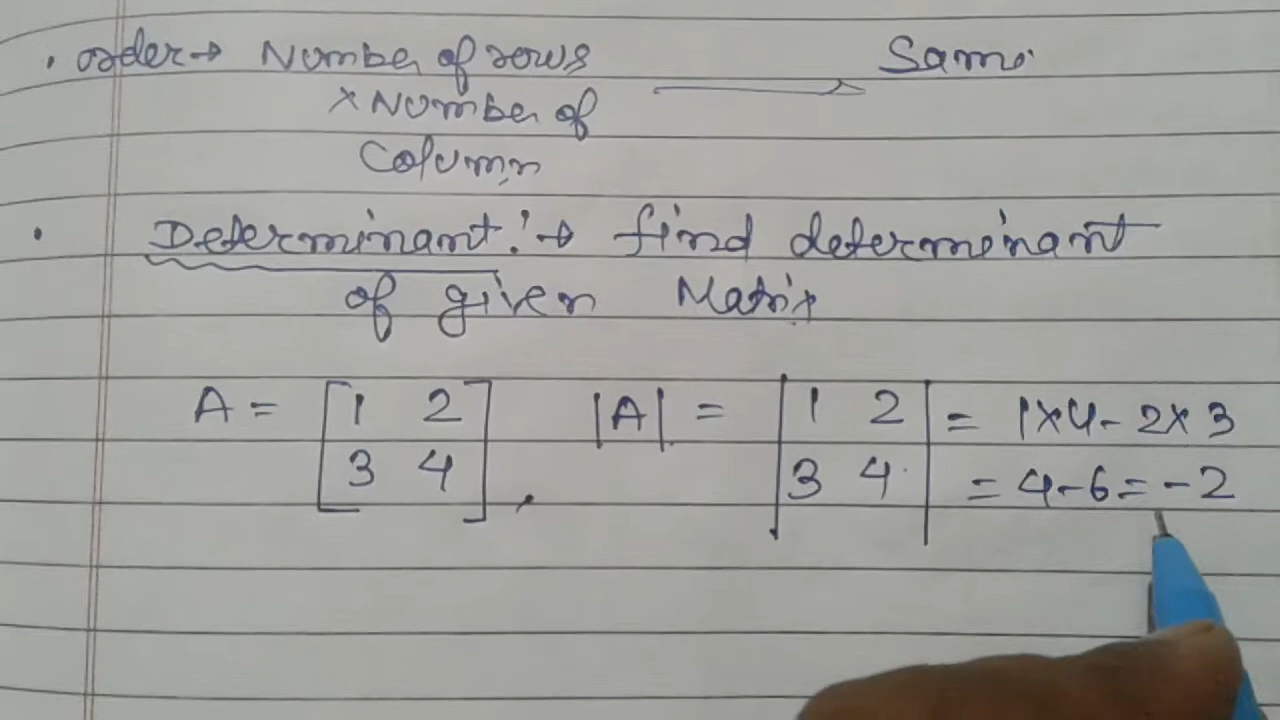 . order → Number of rows Same
× Number of
Column
. Determinant :→ find determinant
of given Matrix
A = [1 2 |A| = |1 2| = 1×4-2×3
3 4], |3 4| = 4-6=-2